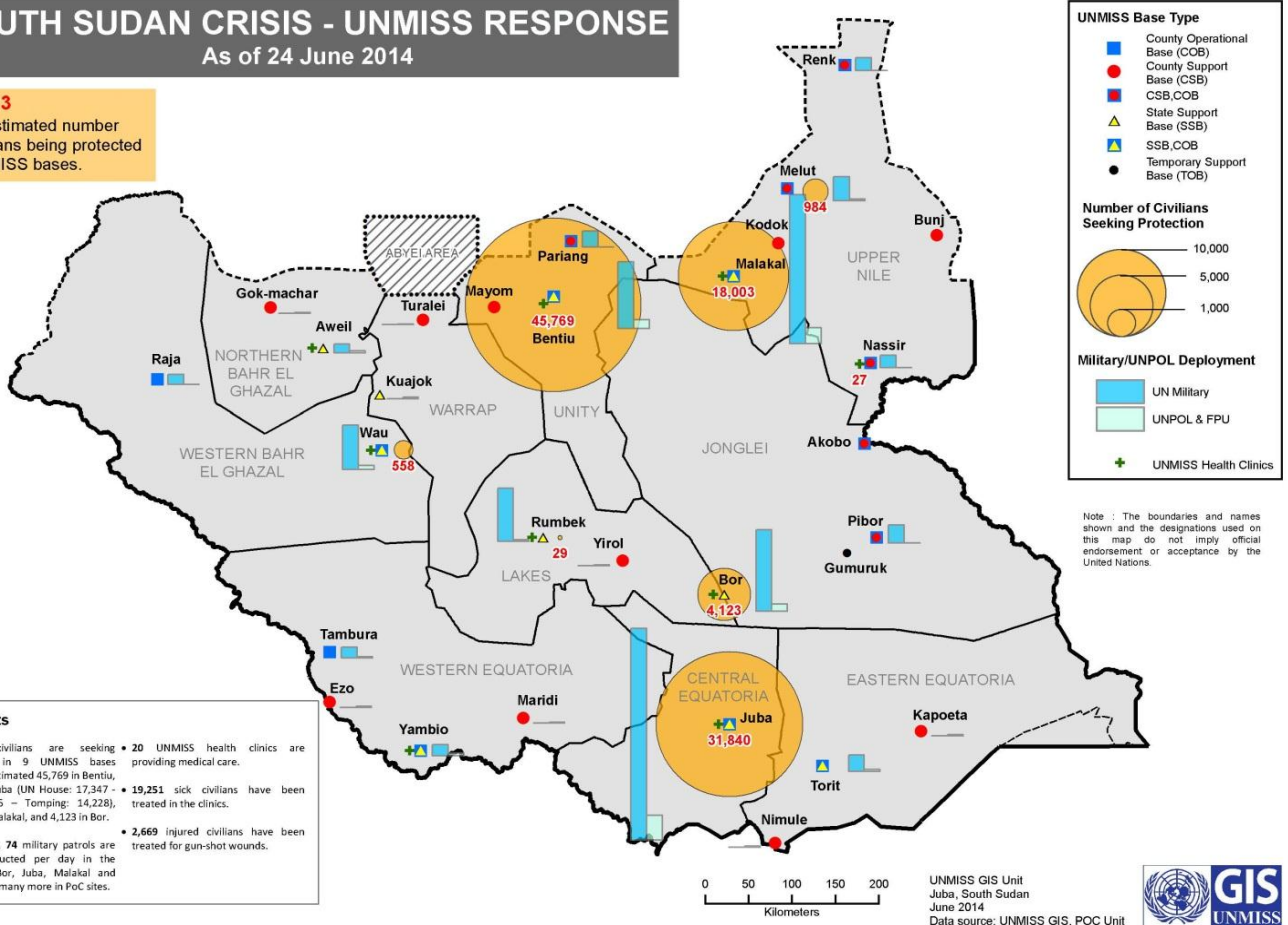 UTH SUDAN CRISIS - UNMISS RESPONSE
As of 24 June 2014
3
stimated number
ans being protected
ISS bases.
UNMISS Base Type
County Operational
Base (COB)
County Support
Base (CSB)
CSB,COB
State Support
Base (SSB)
SSB,COB
Temporary Support
Base (TOB)
Number of Civilians
Seeking Protection
10,000
5,000
1,000
Military/UNPOL Deployment
UN Military
UNPOL & FPU
UNMISS Health Clinics
Note : The boundaries and names
shown and the designations used on
this map do not imply official
endorsement or acceptance by the
United Nations.
Renk
Melut
984
Bunj
Kodok
UPPER
NILE
Malakal
18,003
ABYEI AREA
Pariang
Mayom
45,769
Bentiu
Gok-machar
Turalei
Aweil
NORTHERN
BAHR EL
GHAZAL
Raja
Nassir
27
Kuajok
WARRAP
UNITY
Wau
558
WESTERN BAHR
EL GHAZAL
JONGLEI
Akobo
Rumbek
29
Yirol
LAKES
Pibor
Gumuruk
Bor
4,123
Tambura
WESTERN EQUATORIA
CENTRAL
EQUATORIA
EASTERN EQUATORIA
Ezo
Maridi
Juba
31,840
Kapoeta
Yambio
Torit
Nimule
ts
civilians are seeking
in 9 UNMISS bases
timated 45,769 in Bentiu,
uba (UN House: 17,347 -
5 – Tomping: 14,228),
alakal, and 4,123 in Bor.
, 74 military patrols are
ucted per day in the
Bor, Juba, Malakal and
many more in PoC sites.
• 20 UNMISS health clinics are
providing medical care.
• 19,251 sick civilians have been
treated in the clinics.
• 2,669 injured civilians have been
treated for gun-shot wounds.
0 50 100 150 200
Kilometers
UNMISS GIS Unit
Juba, South Sudan
June 2014
Data source: UNMISS GIS, POC Unit
GIS
UNMISS